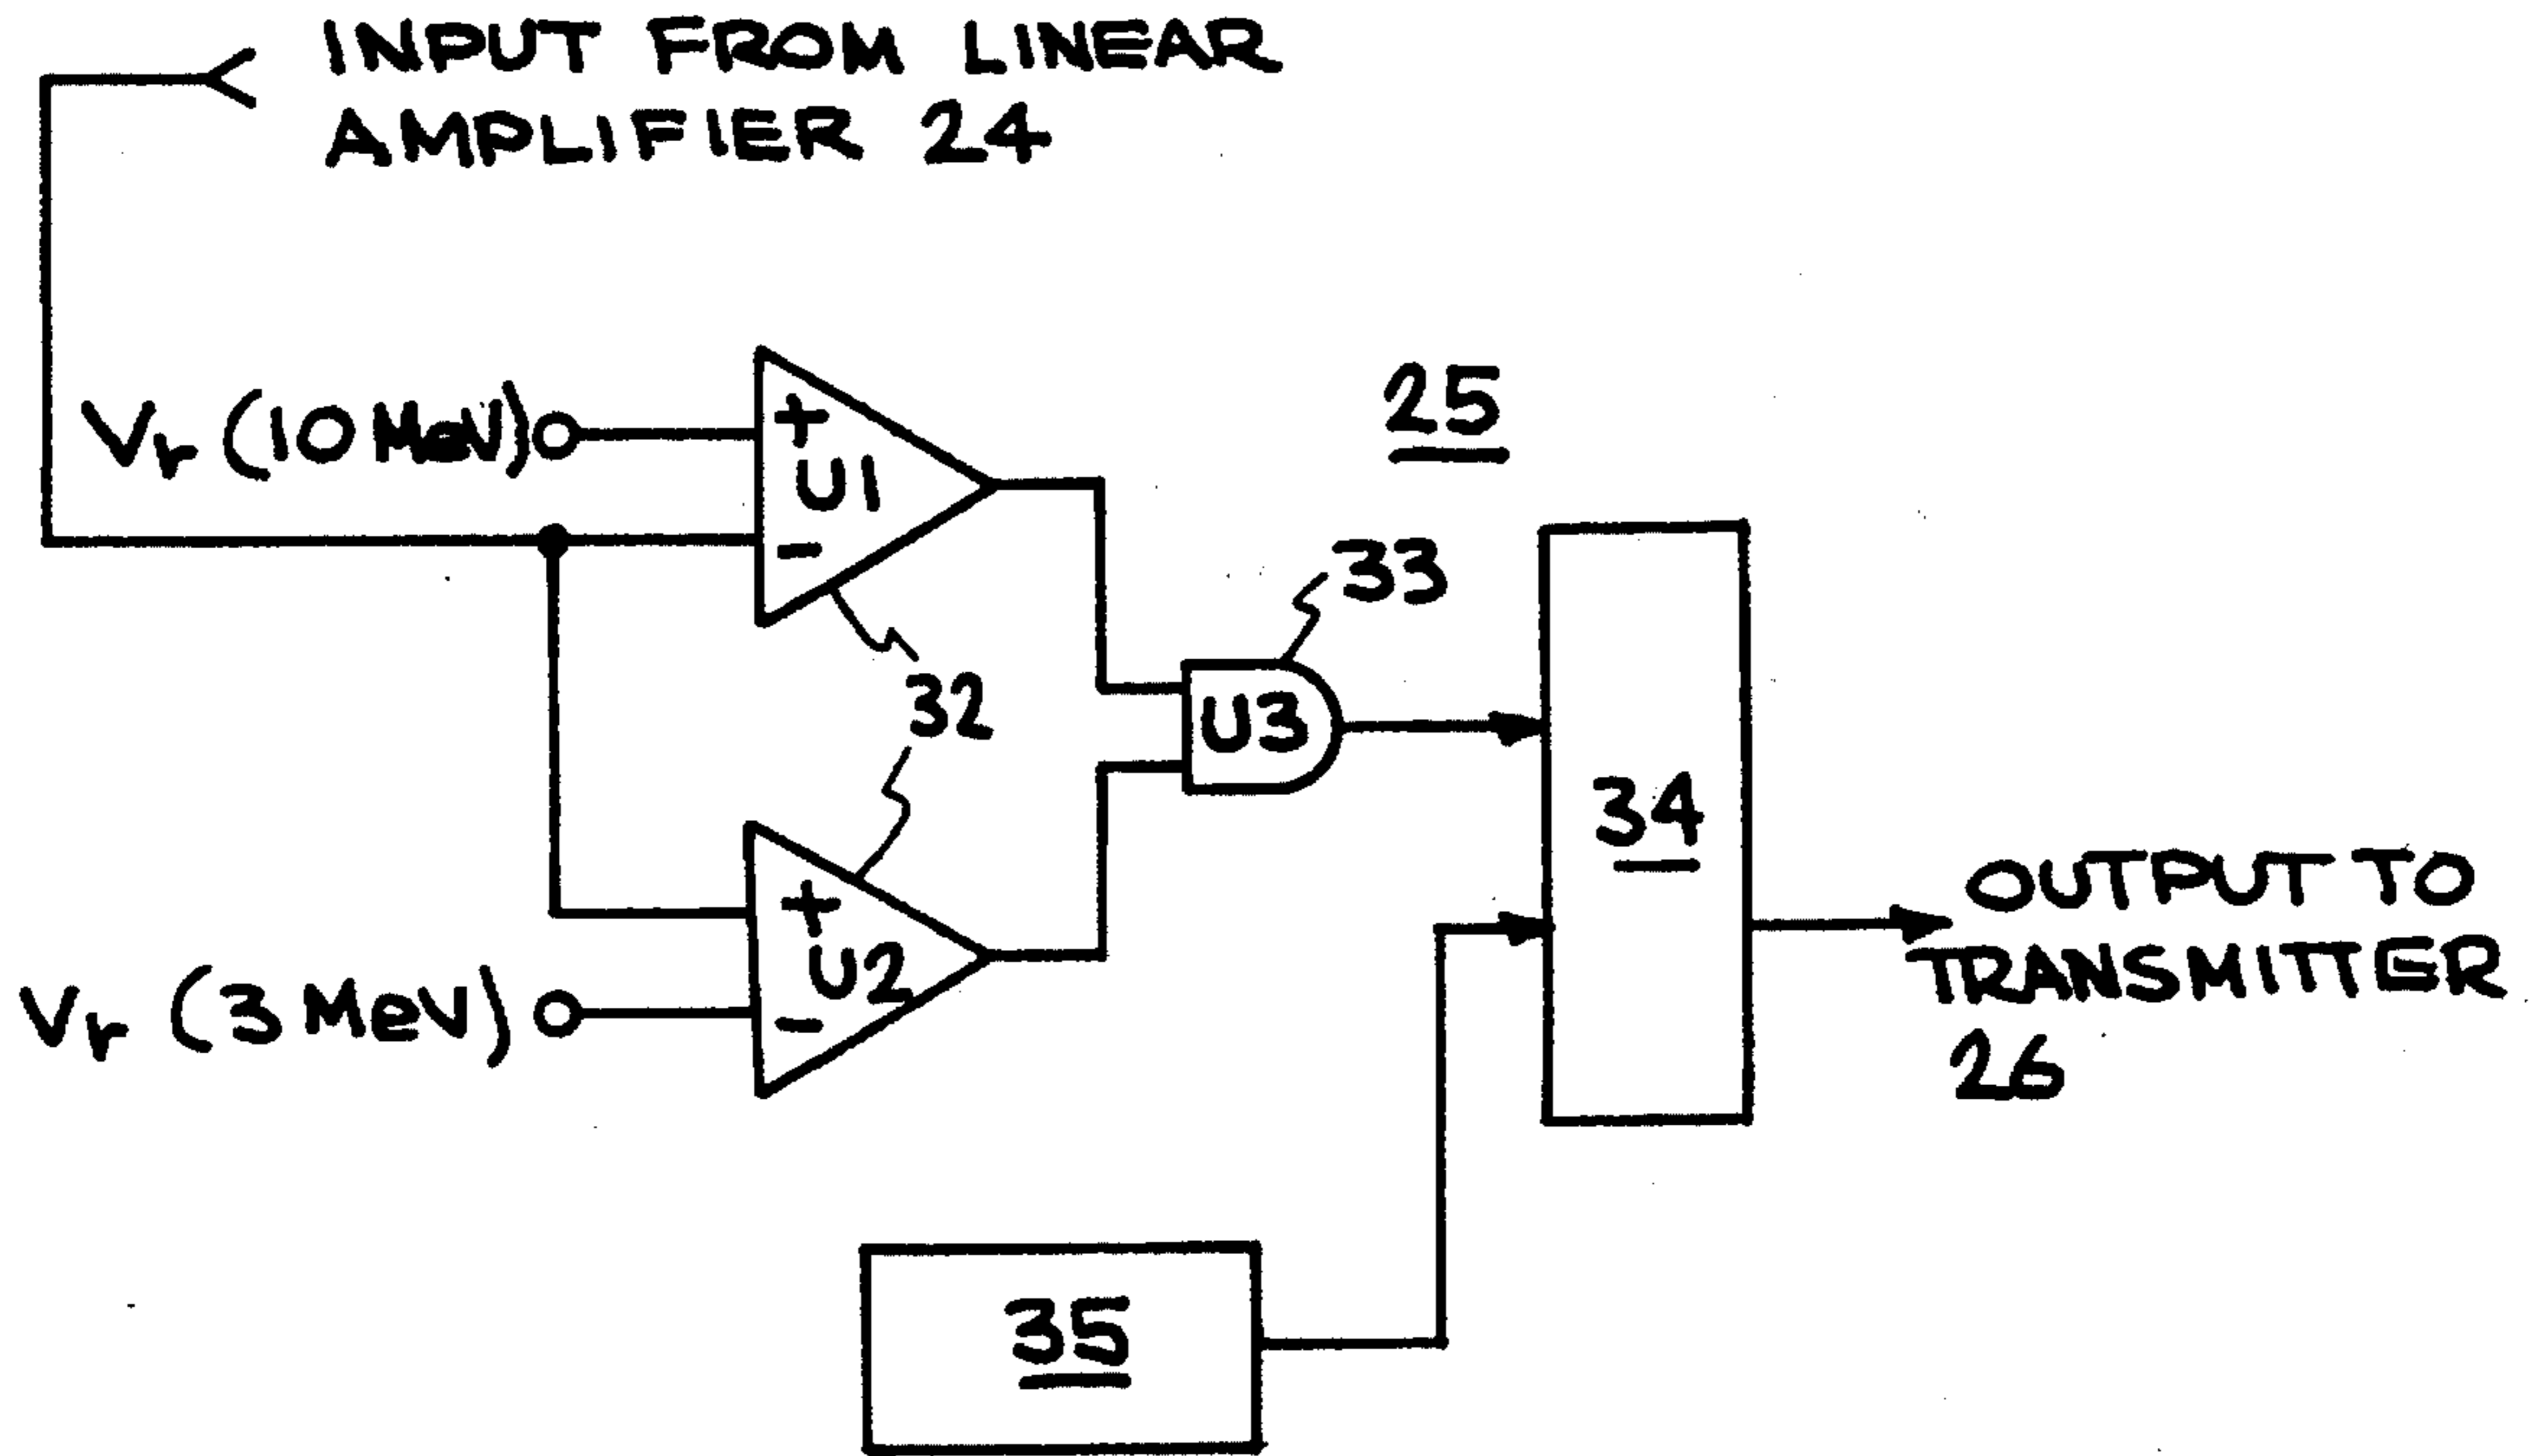 INPUT FROM LINEAR
AMPLIFIER 24
Vr (10 MeV)
+
U1
-
25
33
32
U3
34
+
U2
-
Vr (3 MeV)
OUTPUT TO
TRANSMITTER
26
35